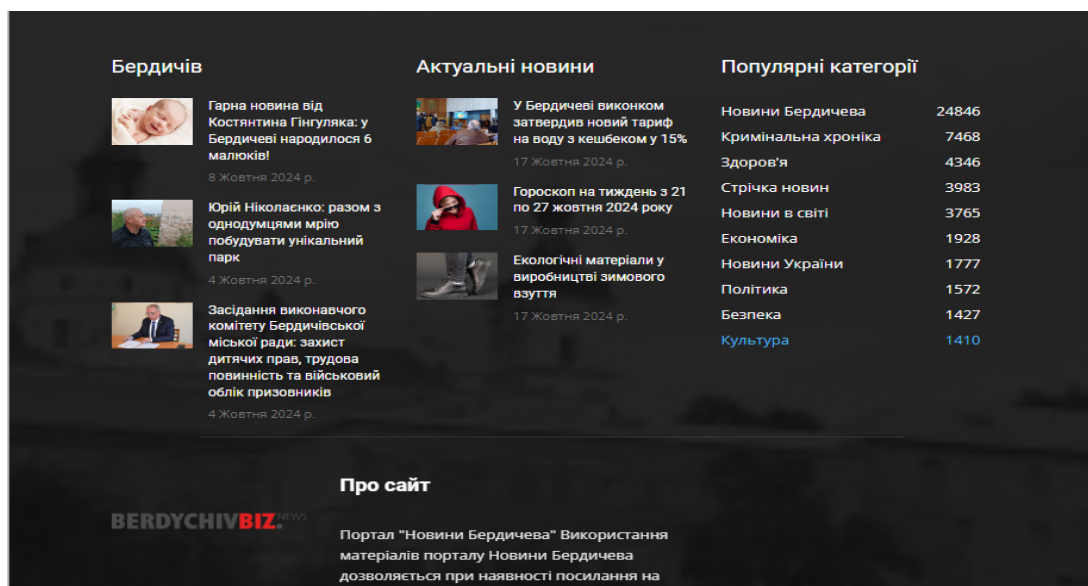 Бердичів
Гарна новина від
Костянтина Гінгуляка: у
Бердичеві народилося 6
малюків!
8 Жовтня 2024 р.
Юрій Ніколаєнко: разом з
однодумцями мрію
побудувати унікальний
парк
4 Жовтня 2024 р.
Засідання виконавчого
комітету Бердичівської
міської ради: захист
дитячих прав, трудова
повинність та військовий
облік призовників
4 Жовтня 2024 р.
Актуальні новини
У Бердичеві виконком
затвердив новий тариф
на воду з кешбеком у 15%
17 Жовтня 2024 р.
Гороскоп на тиждень з 21
по 27 жовтня 2024 року
17 Жовтня 2024 р.
Екологічні матеріали у
виробництві зимового
взуття
17 Жовтня 2024 р.
Популярні категорії
Новини Бердичева 24846
Кримінальна хроніка 7468
Здоров'я 4346
Стрічка новин 3983
Новини в світі 3765
Економіка 1928
Новини України 1777
Політика 1572
Безпека 1427
Культура 1410
BERDYCHIVBIZ.NEWS
Про сайт
Портал "Новини Бердичева" Використання
матеріалів порталу Новини Бердичева
дозволяється при наявності посилання на